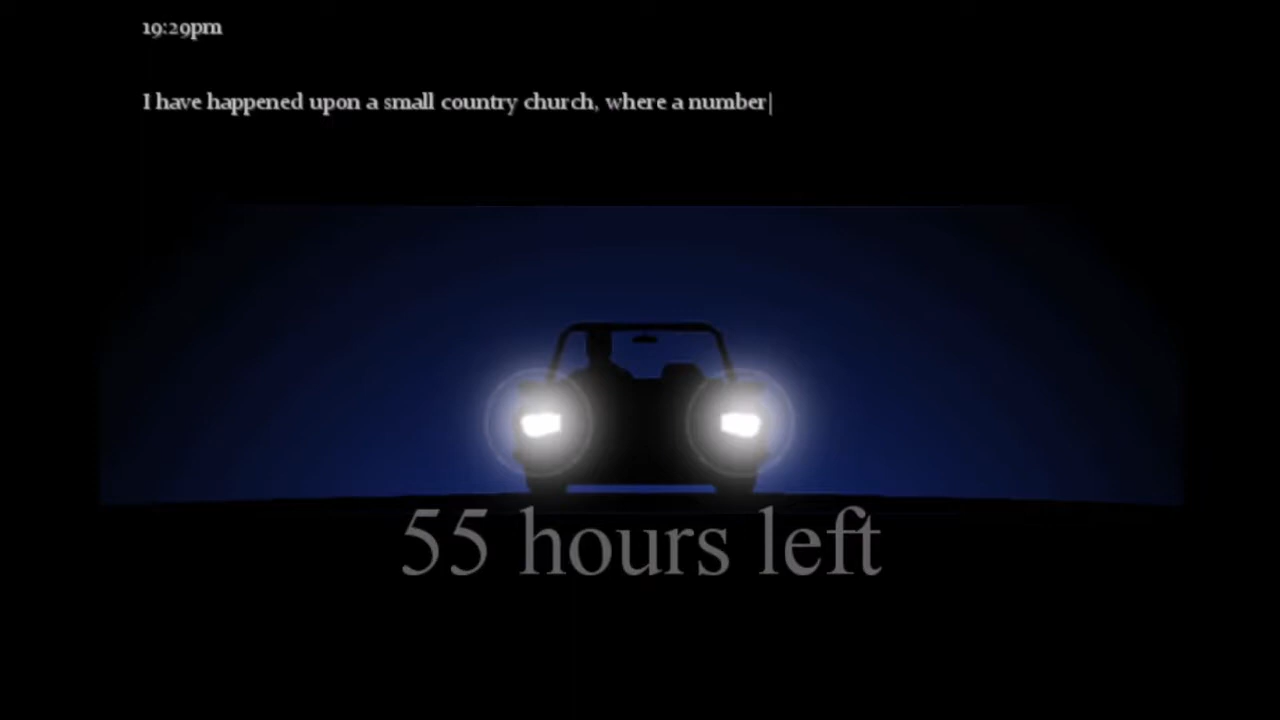 19:29pm
I have happened upon a small country church, where a number
55 hours left